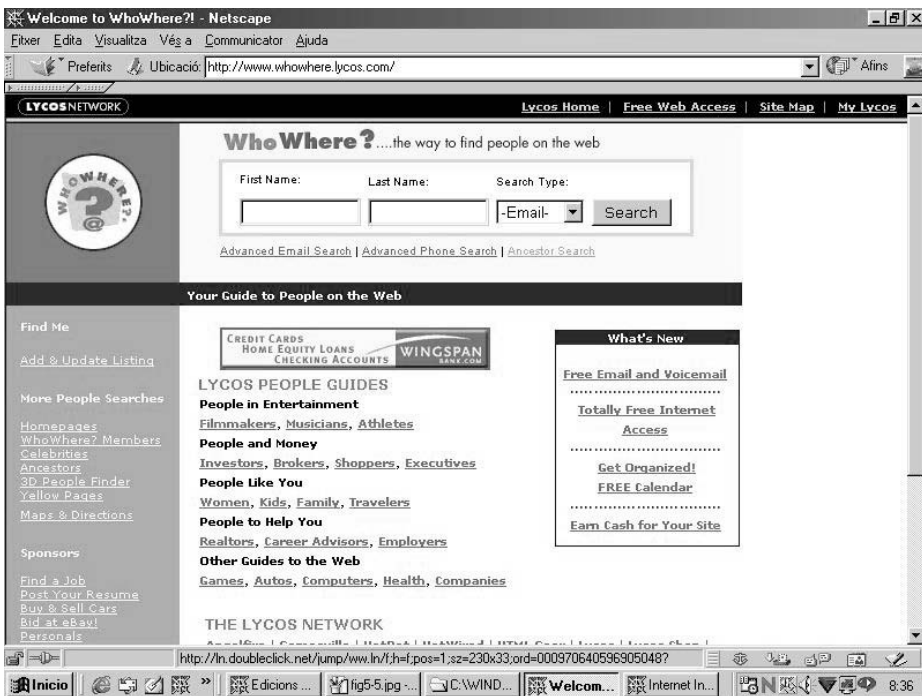 Welcome to WhoWhere?! - Netscape
Fitxer Edita Visualitza Vés a Communicator Ajuda
Preferits Ubicació: http://www.whowhere.lycos.com/ Afins
LYCOS NETWORK Lycos Home | Free Web Access | Site Map | My Lycos
WhoWhere? ....the way to find people on the web
WHOWHERE?
First Name: Last Name: Search Type:
-Email- Search
Advanced Email Search | Advanced Phone Search | Ancestor Search
Your Guide to People on the Web
Find Me
Add & Update Listing
More People Searches
Homepages
WhoWhere? Members
Celebrities
Ancestors
3D People Finder
Yellow Pages
Maps & Directions
Sponsors
Find a Job
Post Your Resume
Buy & Sell Cars
Bid at eBay!
Personals
CREDIT CARDS
HOME EQUITY LOANS
CHECKING ACCOUNTS
WINGSPAN
BANK.COM
LYCOS PEOPLE GUIDES
People in Entertainment
Filmmakers, Musicians, Athletes
People and Money
Investors, Brokers, Shoppers, Executives
People Like You
Women, Kids, Family, Travelers
People to Help You
Realtors, Career Advisors, Employers
Other Guides to the Web
Games, Autos, Computers, Health, Companies
THE LYCOS NETWORK
What's New
Free Email and Voicemail
Totally Free Internet
Access
Get Organized!
FREE Calendar
Earn Cash for Your Site
http://ln.doubleclick.net/jump/ww.ln/f;h=f;pos=1;sz=230x33;ord=000970640596905048?
Inicio » Edicions ... fig5-5.jpg -... C:\WIND... Welcom... Internet In... 8:36